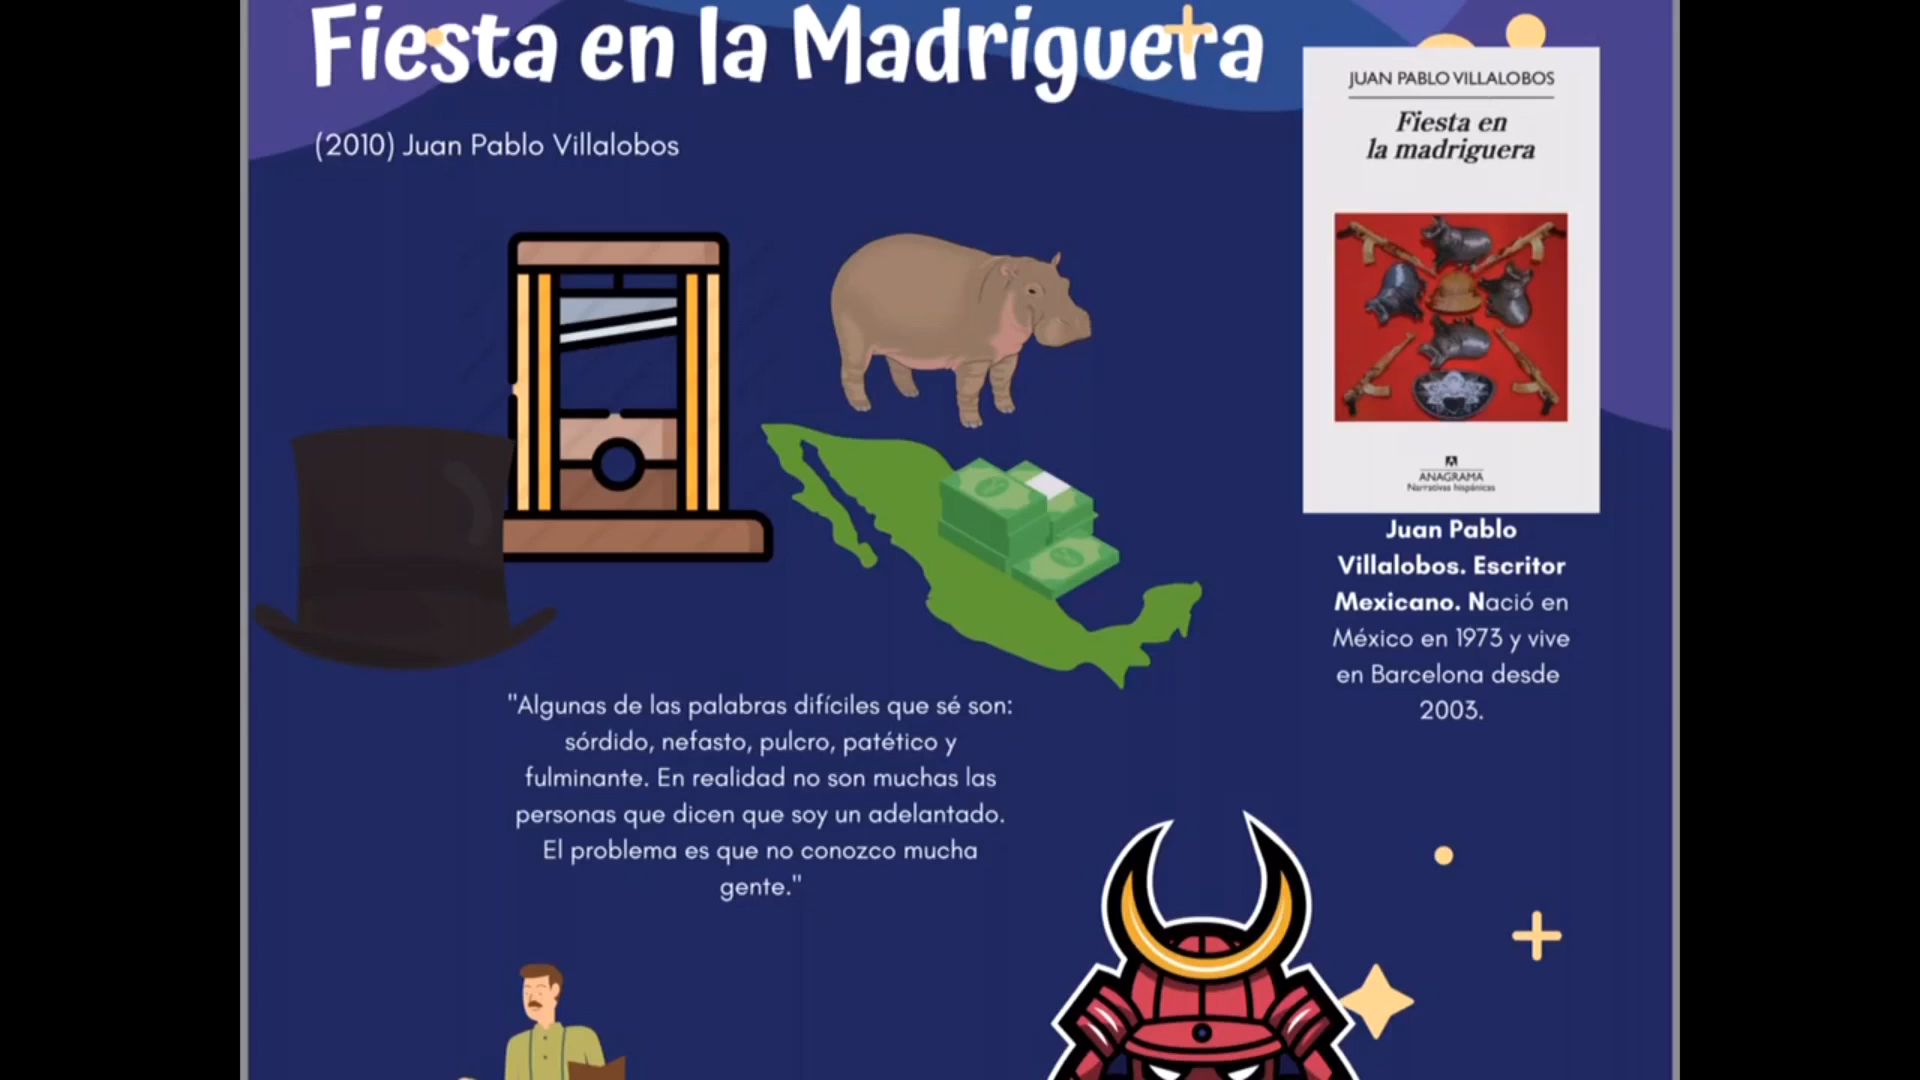 Fiesta en la Madriguera
(2010) Juan Pablo Villalobos
JUAN PABLO VILLALOBOS
Fiesta en
la madriguera
ANAGRAMA
Narrativas hispánicas
Juan Pablo
Villalobos. Escritor
Mexicano. Nació en
México en 1973 y vive
en Barcelona desde
2003.
"Algunas de las palabras difíciles que sé son:
sórdido, nefasto, pulcro, patético y
fulminante. En realidad no son muchas las
personas que dicen que soy un adelantado.
El problema es que no conozco mucha
gente."